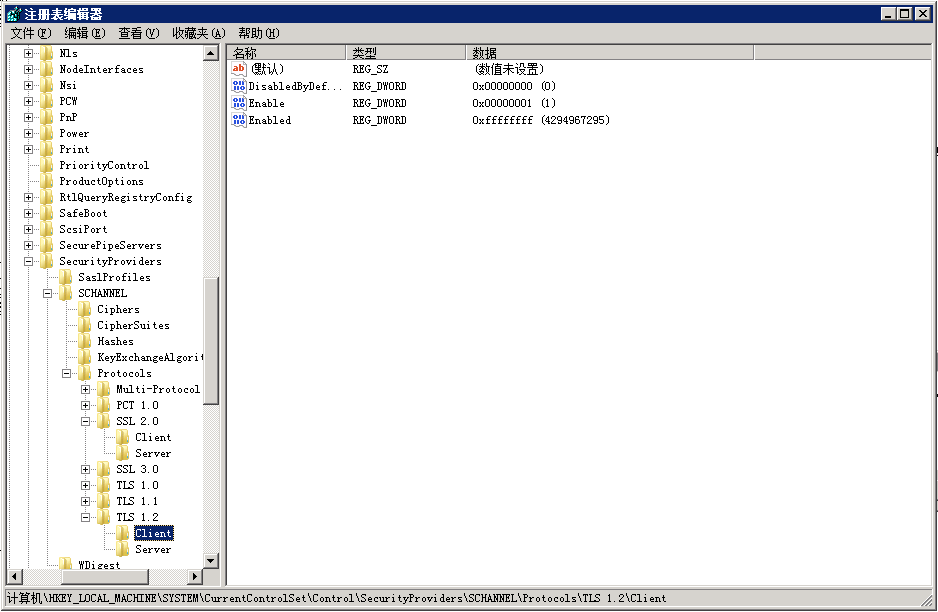 注册表编辑器
文件(F) 编辑(E) 查看(V) 收藏夹(A) 帮助(H)
Nls
NodeInterfaces
Nsi
PCW
PnP
Power
Print
PriorityControl
ProductOptions
RtlQueryRegistryConfig
SafeBoot
ScsiPort
SecurePipeServers
SecurityProviders
SaslProfiles
SCHANNEL
Ciphers
CipherSuites
Hashes
KeyExchangeAlgorit
Protocols
Multi-Protocol
PCT 1.0
SSL 2.0
Client
Server
SSL 3.0
TLS 1.0
TLS 1.1
TLS 1.2
Client
Server
WDigest
名称 类型 数据
(默认) REG_SZ (数值未设置)
DisabledByDef... REG_DWORD 0x00000000 (0)
Enable REG_DWORD 0x00000001 (1)
Enabled REG_DWORD 0xffffffff (4294967295)
计算机\HKEY_LOCAL_MACHINE\SYSTEM\CurrentControlSet\Control\SecurityProviders\SCHANNEL\Protocols\TLS 1.2\Client